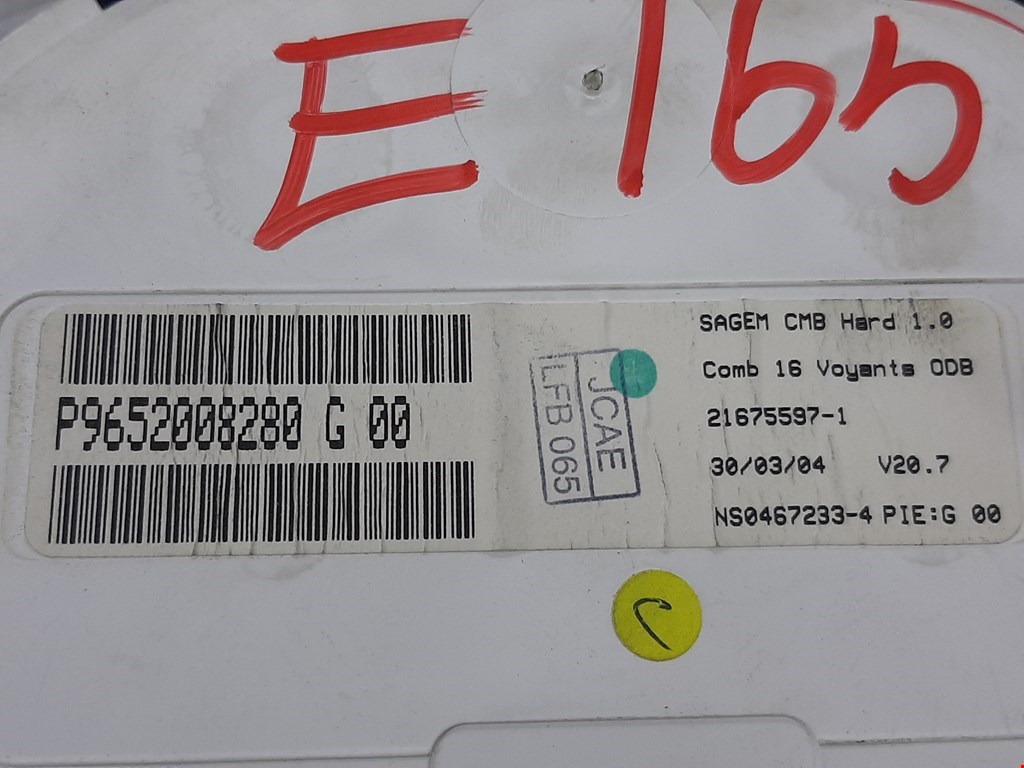 E165
P9652008280 G 00
JCAE
LFB 065
SAGEM CMB Hard 1.0
Comb 16 Voyants ODB
21675597-1
30/03/04 V20.7
NS0467233-4 PIE:G 00